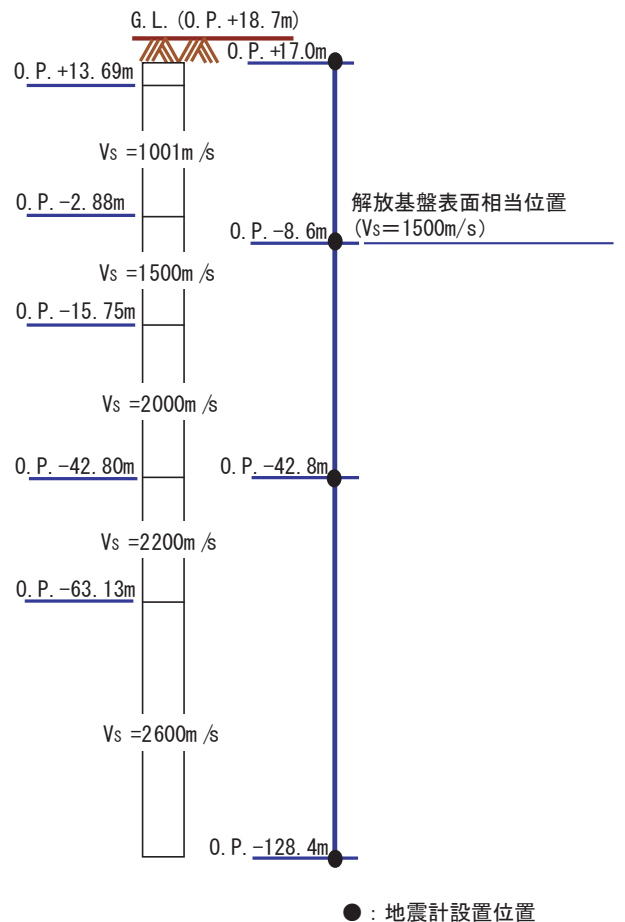 G.L.(O.P.+18.7m)
O.P.+17.0m
O.P.+13.69m
Vs =1001m/s
O.P.-2.88m
解放基盤表面相当位置
(Vs=1500m/s)
O.P.-8.6m
Vs =1500m/s
O.P.-15.75m
Vs =2000m/s
O.P.-42.80m
O.P.-42.8m
Vs =2200m/s
O.P.-63.13m
Vs =2600m/s
O.P.-128.4m
●：地震計設置位置